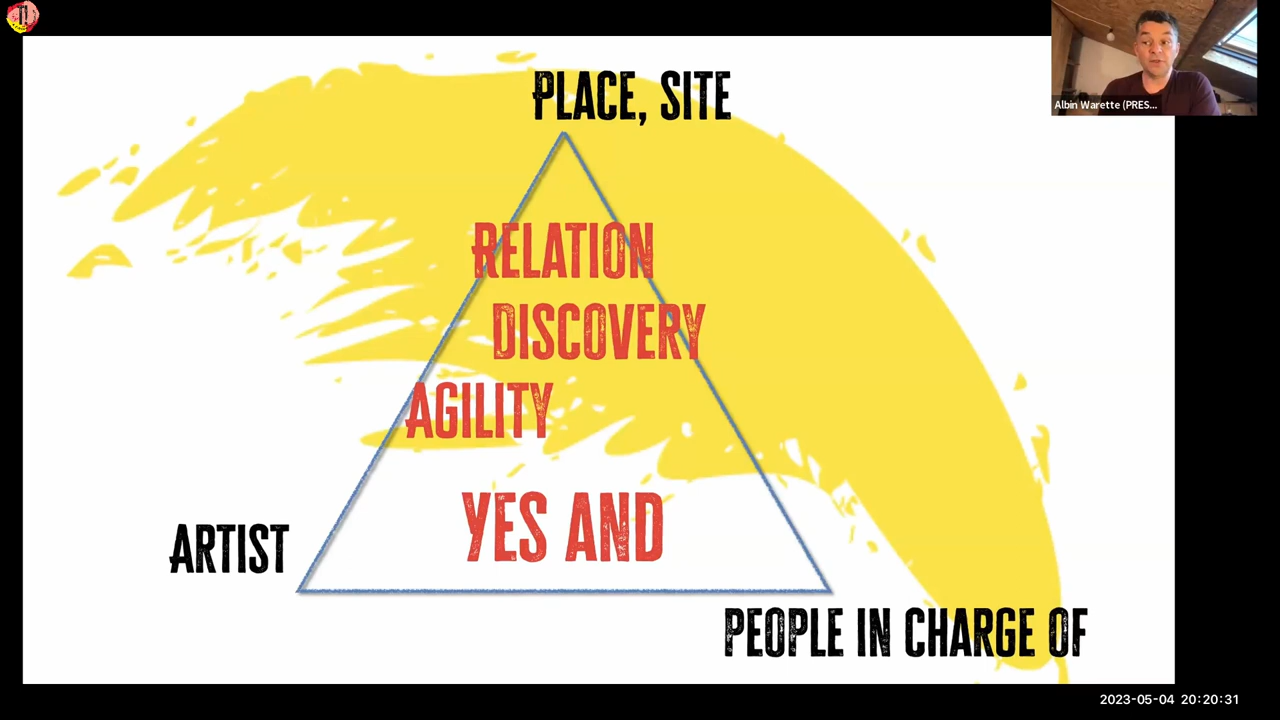 PLACE, SITE
Albin Warette (PRES...
RELATION
DISCOVERY
AGILITY
YES AND
ARTIST
PEOPLE IN CHARGE OF
2023-05-04 20:20:31